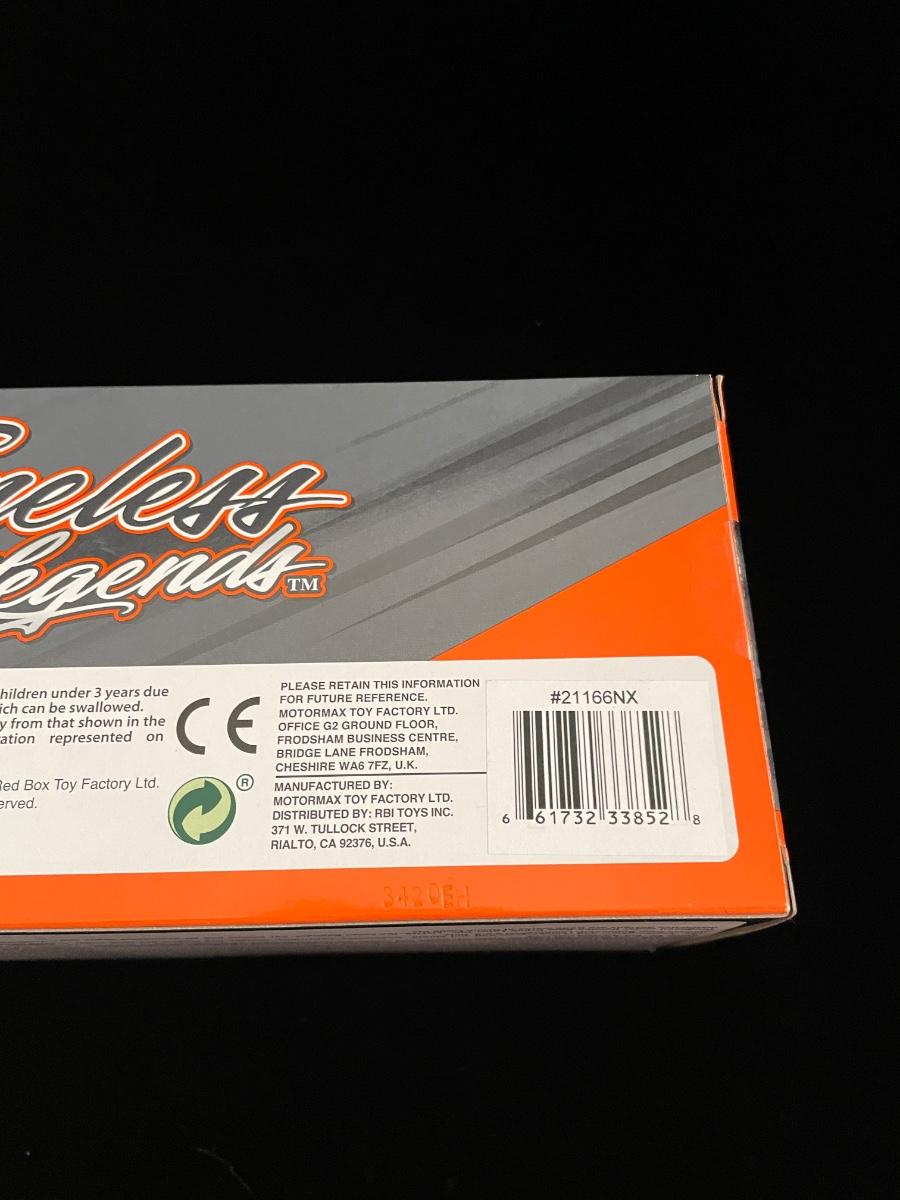 eless
Legends™
hildren under 3 years due
ich can be swallowed.
y from that shown in the
ation represented on
Red Box Toy Factory Ltd.
erved.
CE
®
PLEASE RETAIN THIS INFORMATION
FOR FUTURE REFERENCE.
MOTORMAX TOY FACTORY LTD.
OFFICE G2 GROUND FLOOR,
FRODSHAM BUSINESS CENTRE,
BRIDGE LANE FRODSHAM,
CHESHIRE WA6 7FZ, U.K.
MANUFACTURED BY:
MOTORMAX TOY FACTORY LTD.
DISTRIBUTED BY: RBI TOYS INC.
371 W. TULLOCK STREET,
RIALTO, CA 92376, U.S.A.
#21166NX
6 61732 33852 8
3420EH